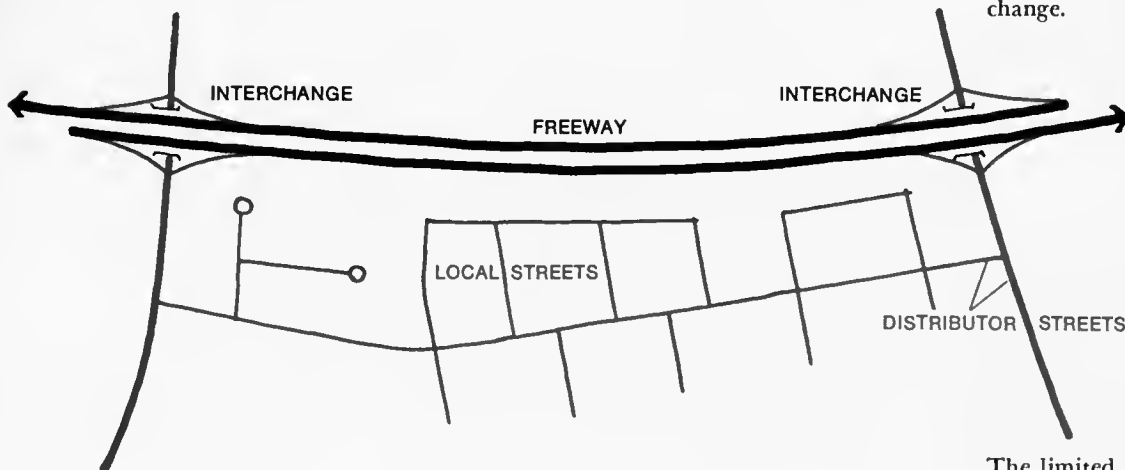 change.
INTERCHANGE
INTERCHANGE
FREEWAY
LOCAL STREETS
DISTRIBUTOR STREETS
The limited